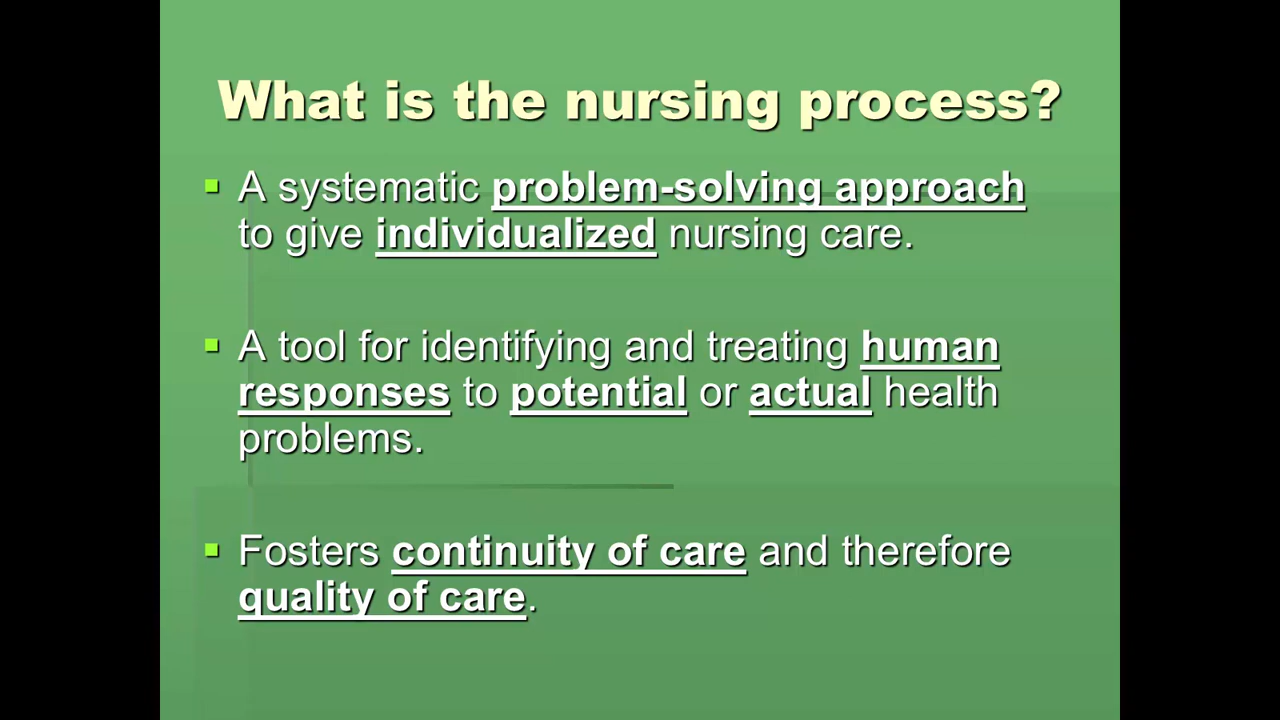 What is the nursing process?
A systematic problem-solving approach
to give individualized nursing care.
A tool for identifying and treating human
responses to potential or actual health
problems.
Fosters continuity of care and therefore
quality of care.